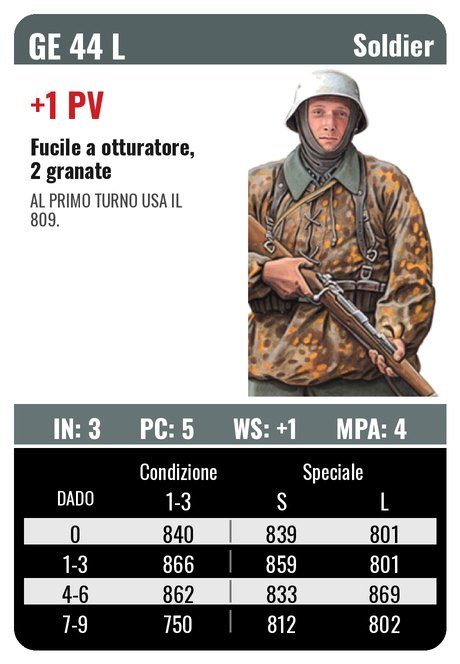 GE 44 L Soldier
+1 PV
Fucile a otturatore,
2 granate
AL PRIMO TURNO USA IL
809.
IN: 3 PC: 5 WS: +1 MPA: 4
Condizione Speciale
DADO 1-3 S L
0 840 839 801
1-3 866 859 801
4-6 862 833 869
7-9 750 812 802